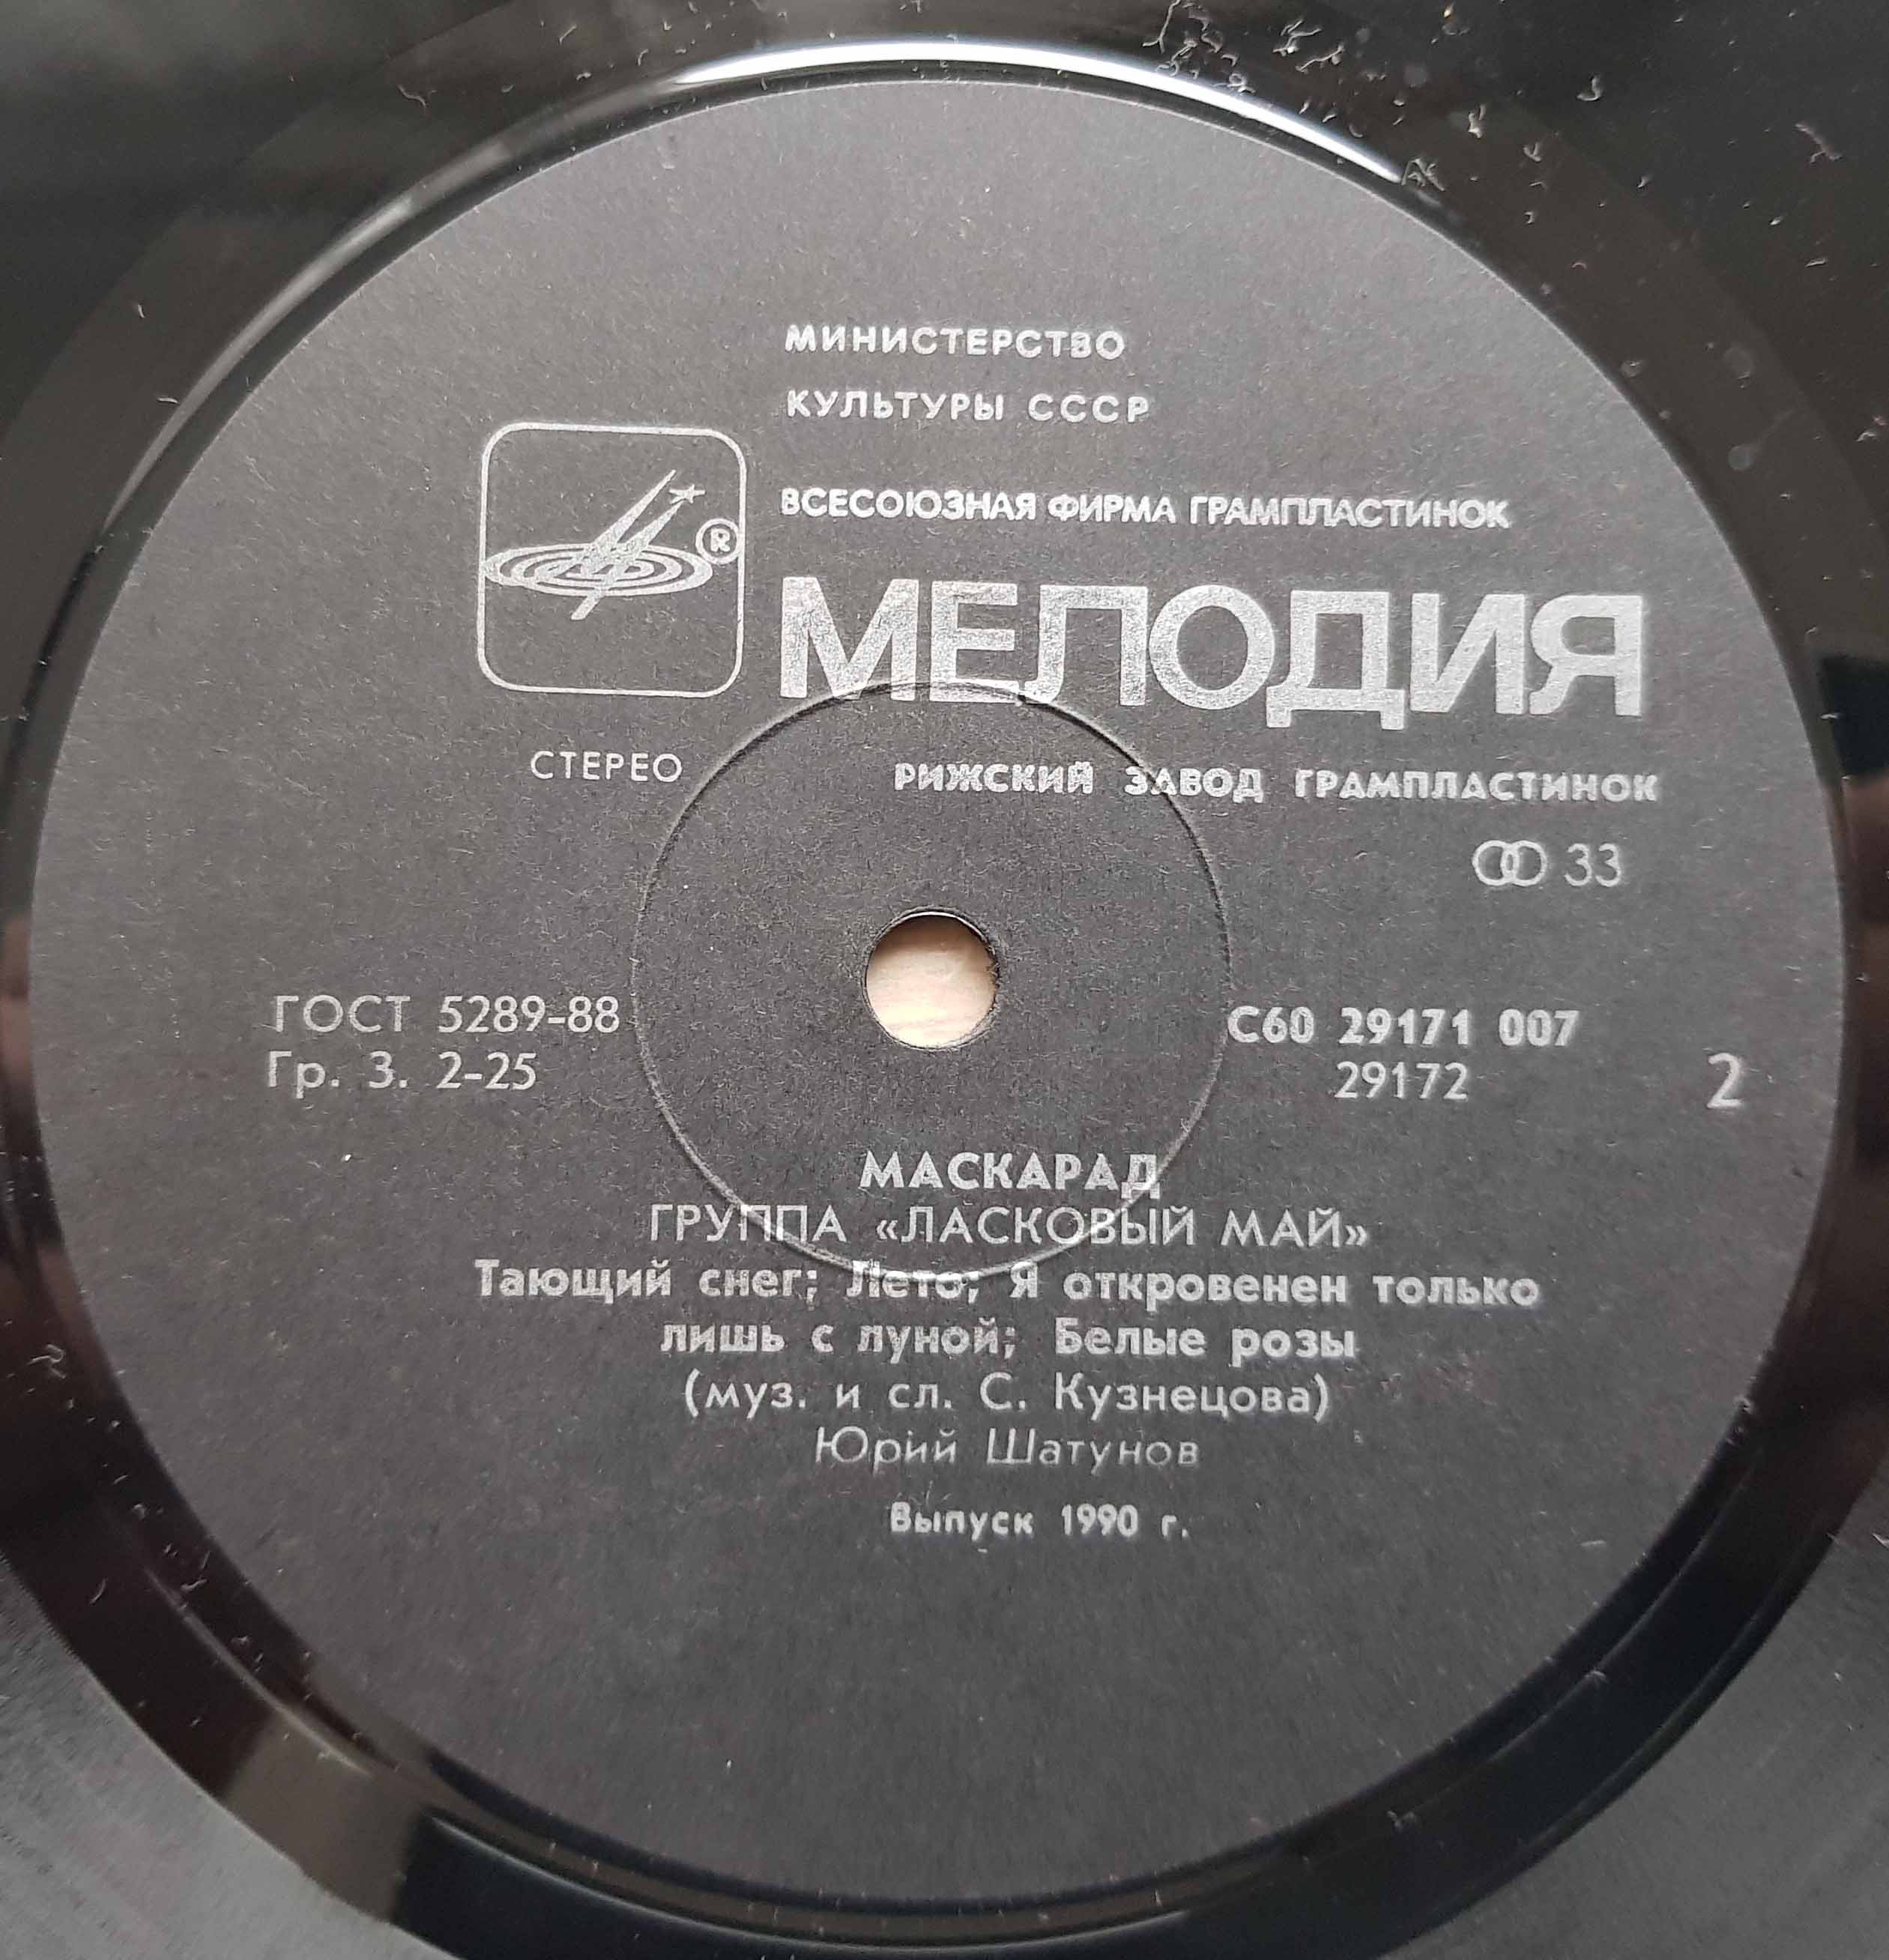 МИНИСТЕРСТВО
КУЛЬТУРЫ СССР
ВСЕСОЮЗНАЯ ФИРМА ГРАМПЛАСТИНОК
®
МЕЛОДИЯ
СТЕРЕО
РИЖСКИЙ ЗАВОД ГРАМПЛАСТИНОК
33
ГОСТ 5289-88
Гр. 3. 2-25
С60 29171 007
29172
2
МАСКАРАД
ГРУППА «ЛАСКОВЫЙ МАЙ»
Тающий снег; Лето; Я откровенен только
лишь с луной; Белые розы
(муз. и сл. С. Кузнецова)
Юрий Шатунов
Выпуск 1990 г.